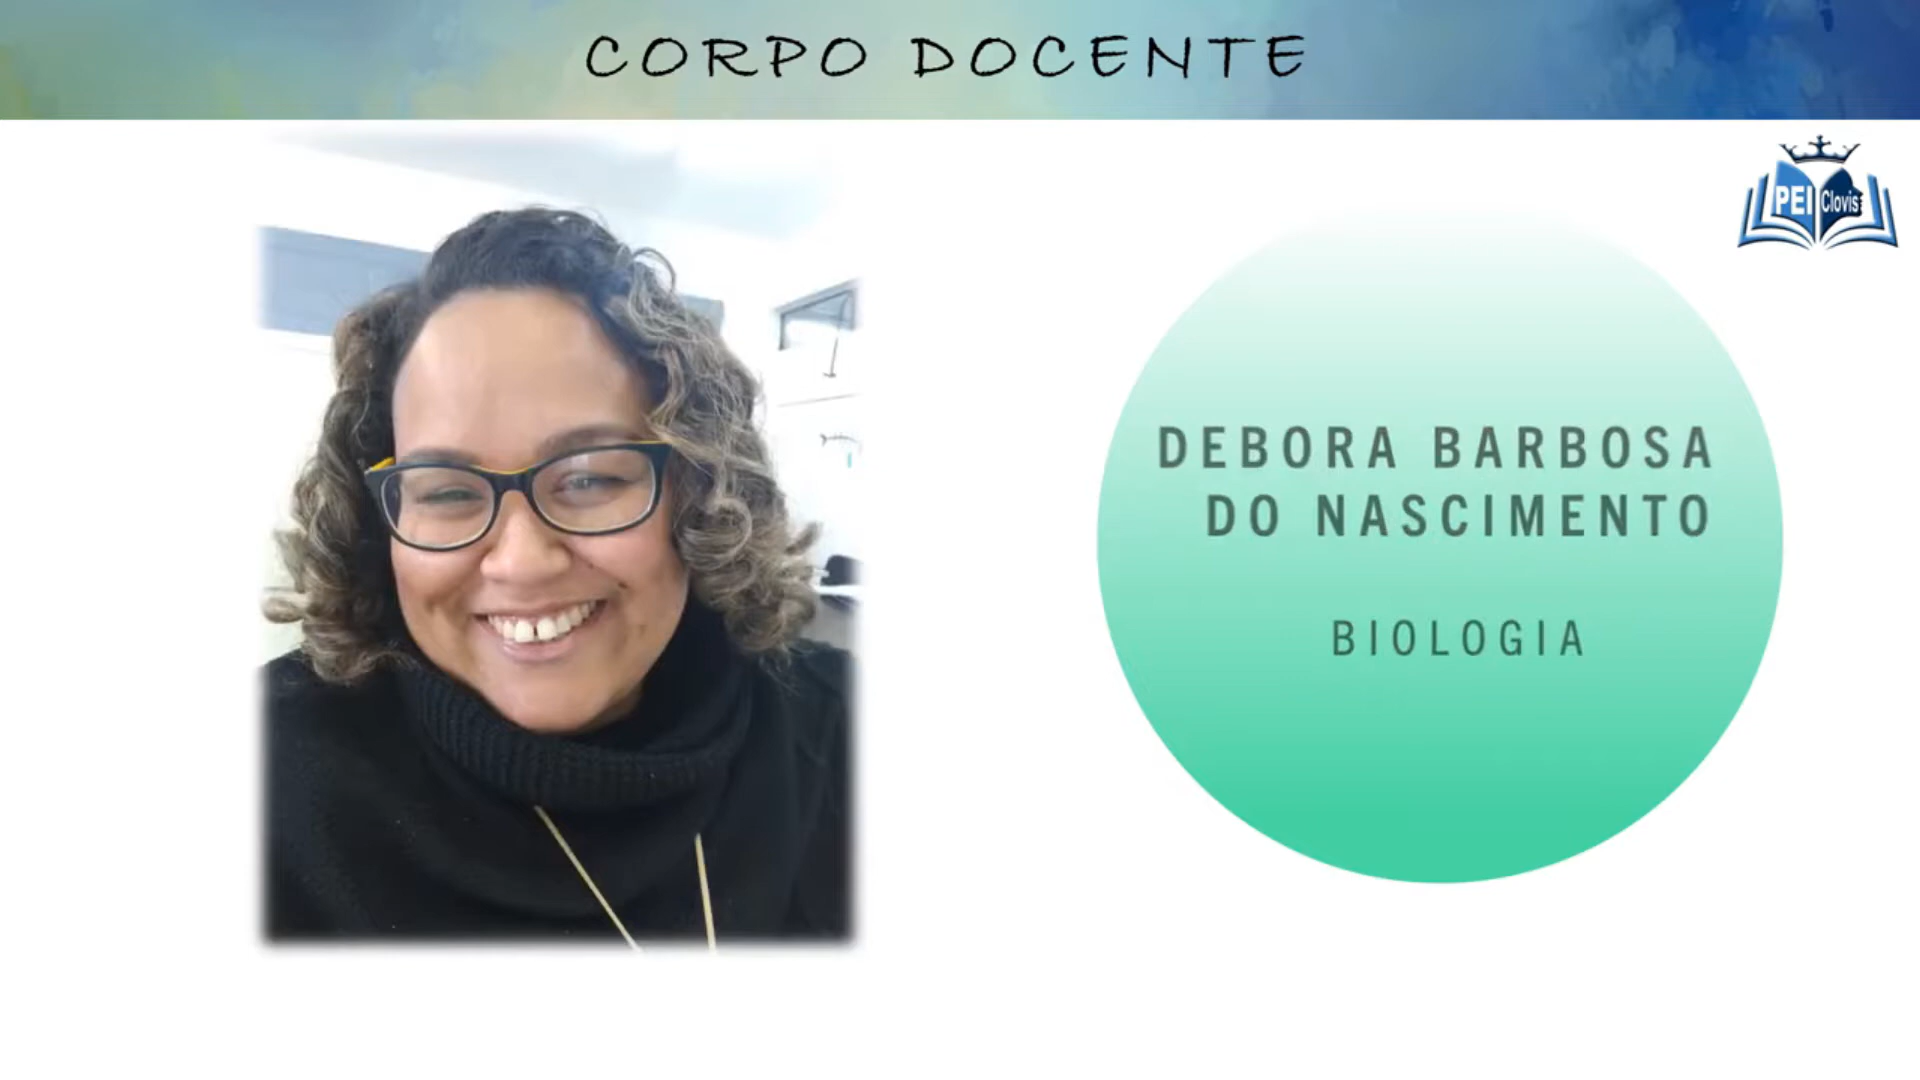 CORPO DOCENTE
PEI Clovis
DEBORA BARBOSA
DO NASCIMENTO
BIOLOGIA